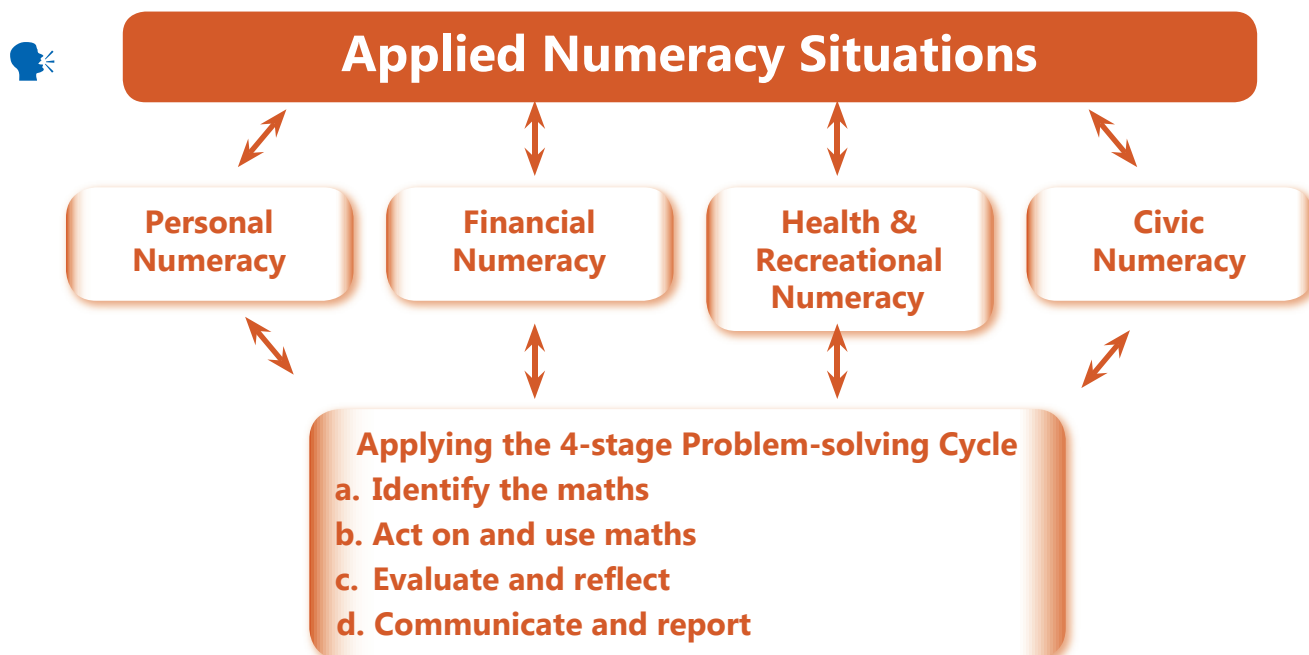 Applied Numeracy Situations
Personal
Numeracy
Financial
Numeracy
Health &
Recreational
Numeracy
Civic
Numeracy
Applying the 4-stage Problem-solving Cycle
a. Identify the maths
b. Act on and use maths
c. Evaluate and reflect
d. Communicate and report